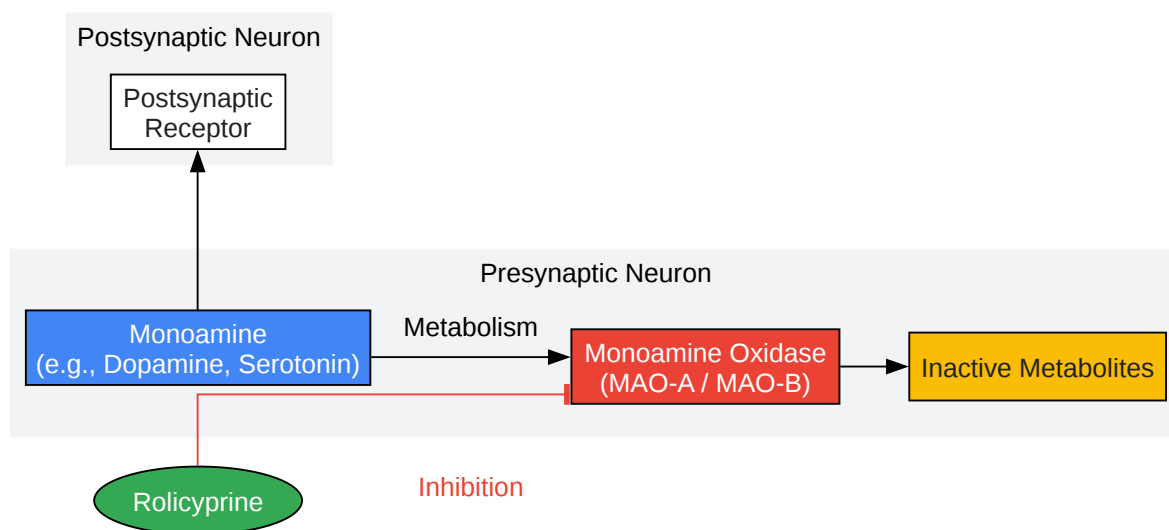 Postsynaptic Neuron
Postsynaptic
Receptor
Presynaptic Neuron
Monoamine
(e.g., Dopamine, Serotonin)
Metabolism
Monoamine Oxidase
(MAO-A / MAO-B)
Inactive Metabolites
Rolicyprine
Inhibition